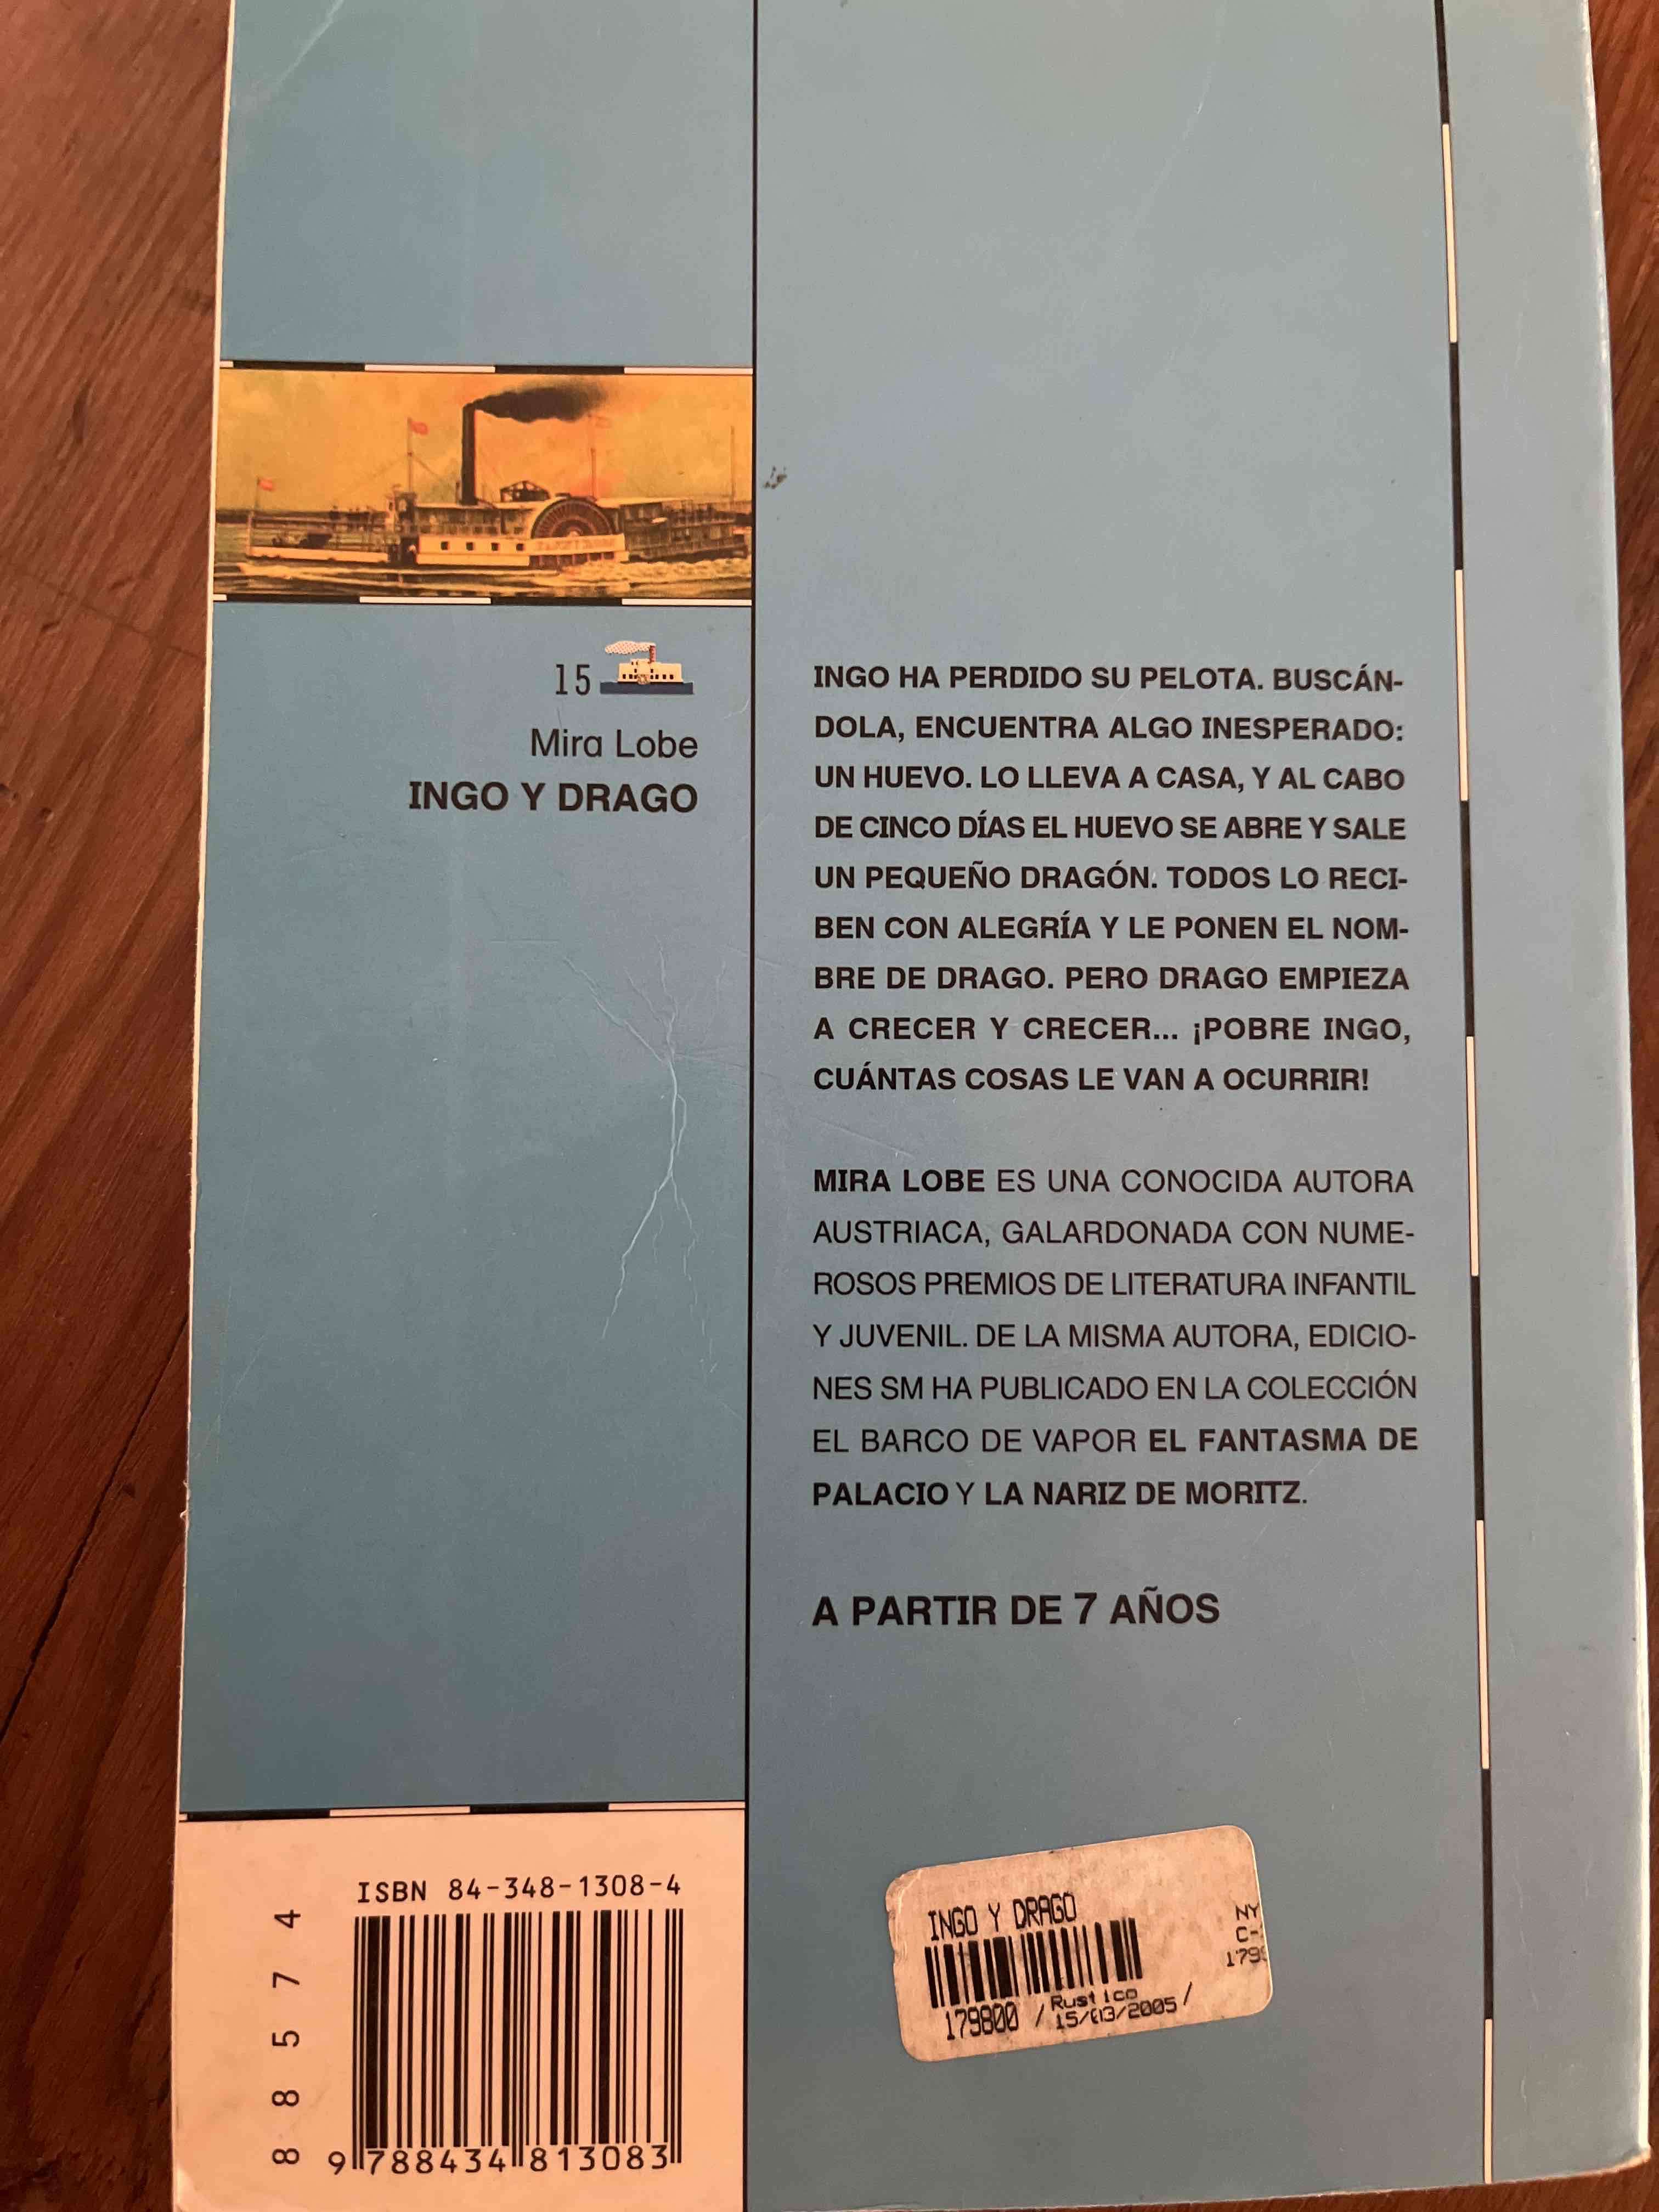 15
Mira Lobe
INGO Y DRAGO
INGO HA PERDIDO SU PELOTA. BUSCÁN-
DOLA, ENCUENTRA ALGO INESPERADO:
UN HUEVO. LO LLEVA A CASA, Y AL CABO
DE CINCO DÍAS EL HUEVO SE ABRE Y SALE
UN PEQUEÑO DRAGÓN. TODOS LO RECI-
BEN CON ALEGRÍA Y LE PONEN EL NOM-
BRE DE DRAGO. PERO DRAGO EMPIEZA
A CRECER Y CRECER... ¡POBRE INGO,
CUÁNTAS COSAS LE VAN A OCURRIR!
MIRA LOBE ES UNA CONOCIDA AUTORA
AUSTRIACA, GALARDONADA CON NUME-
ROSOS PREMIOS DE LITERATURA INFANTIL
Y JUVENIL. DE LA MISMA AUTORA, EDICIO-
NES SM HA PUBLICADO EN LA COLECCIÓN
EL BARCO DE VAPOR EL FANTASMA DE
PALACIO Y LA NARIZ DE MORITZ.
A PARTIR DE 7 AÑOS
ISBN 84-348-1308-4
88574
9 788434 813083
INGO Y DRAGO
179800 / Rustico
15/03/2005 /
NY
C-
179